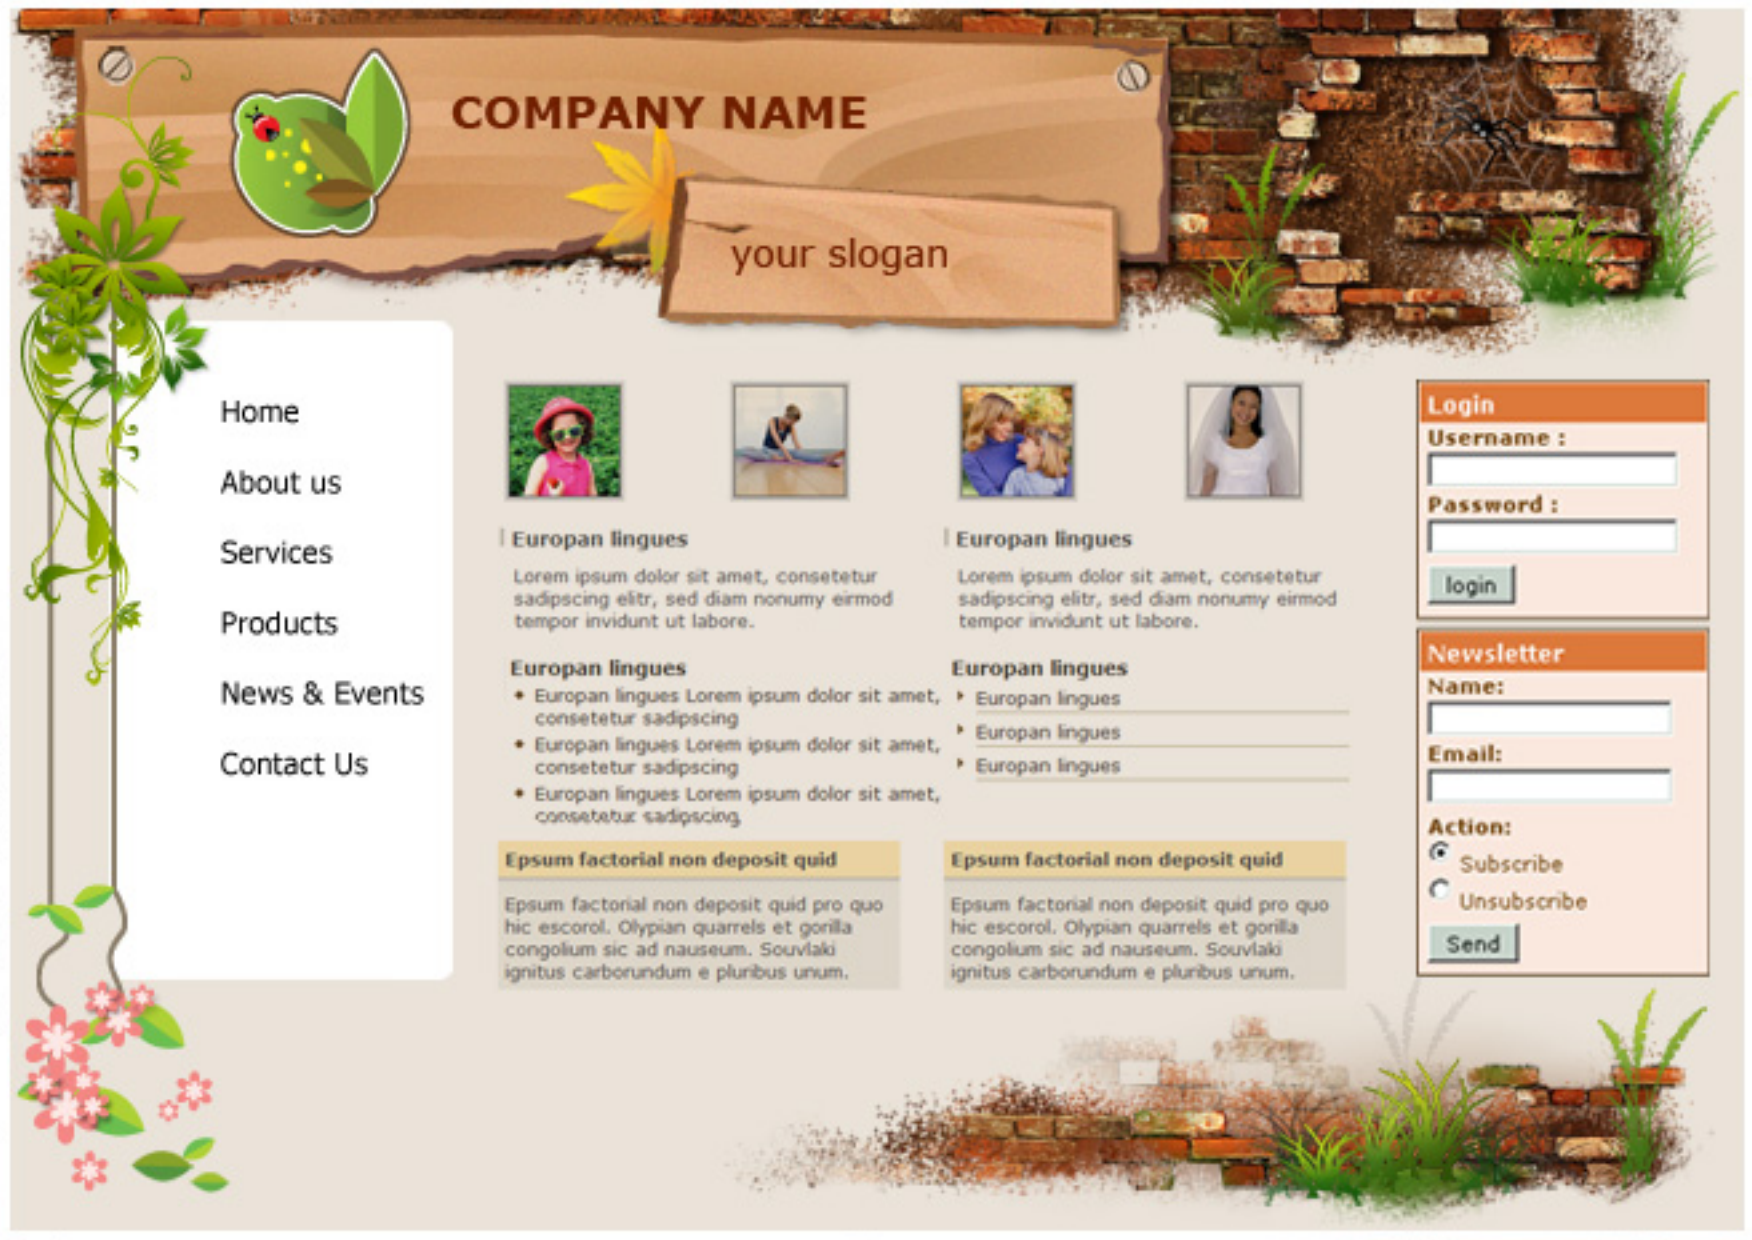 COMPANY NAME
your slogan
Home
About us
Services
Products
News & Events
Contact Us
Europan lingues
Lorem ipsum dolor sit amet, consetetur
sadipscing elitr, sed diam nonumy eirmod
tempor invidunt ut labore.
Europan lingues
Europan lingues Lorem ipsum dolor sit amet,
consetetur sadipscing
Europan lingues Lorem ipsum dolor sit amet,
consetetur sadipscing
Europan lingues Lorem ipsum dolor sit amet,
consetetur sadipscing
Epsum factorial non deposit quid
Epsum factorial non deposit quid pro quo
hic escorol. Olypian quarrels et gorilla
congolium sic ad nauseum. Souvlaki
ignitus carborundum e pluribus unum.
Europan lingues
Lorem ipsum dolor sit amet, consetetur
sadipscing elitr, sed diam nonumy eirmod
tempor invidunt ut labore.
Europan lingues
Europan lingues
Europan lingues
Europan lingues
Epsum factorial non deposit quid
Epsum factorial non deposit quid pro quo
hic escorol. Olypian quarrels et gorilla
congolium sic ad nauseum. Souvlaki
ignitus carborundum e pluribus unum.
Login
Username :
Password :
login
Newsletter
Name:
Email:
Action:
Subscribe
Unsubscribe
Send